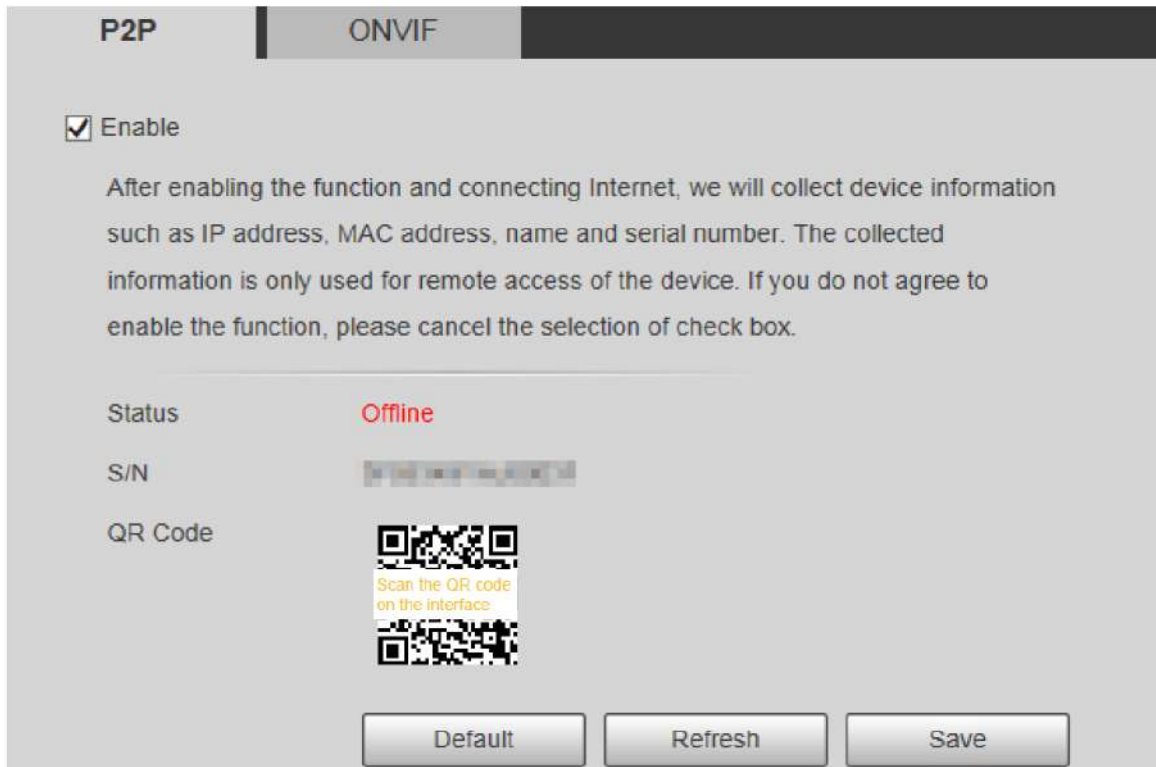 P2P ONVIF
Enable
After enabling the function and connecting Internet, we will collect device information
such as IP address, MAC address, name and serial number. The collected
information is only used for remote access of the device. If you do not agree to
enable the function, please cancel the selection of check box.
Status Offline
S/N
QR Code
Scan the QR code
on the interface
Default Refresh Save